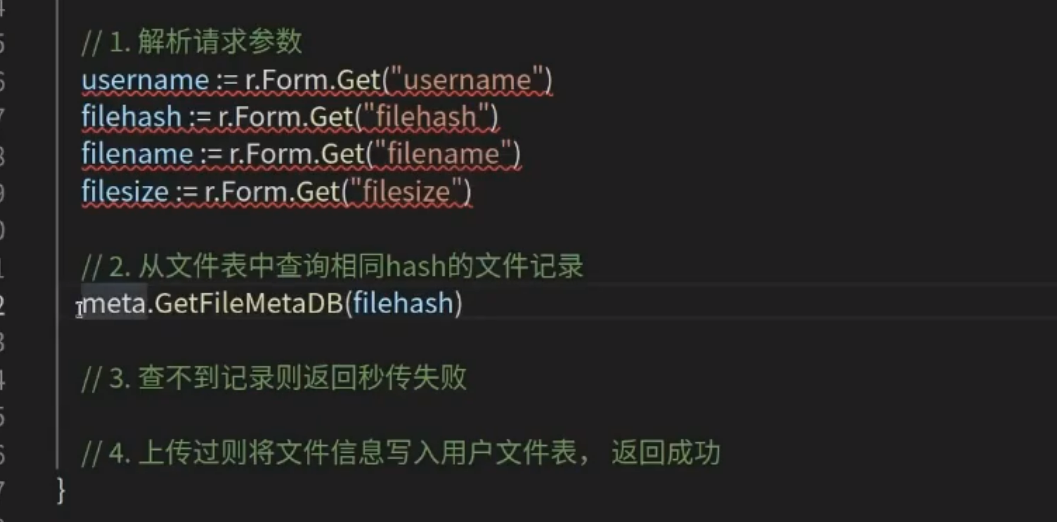 // 1. 解析请求参数
username := r.Form.Get("username")
filehash := r.Form.Get("filehash")
filename := r.Form.Get("filename")
filesize := r.Form.Get("filesize")
// 2. 从文件表中查询相同hash的文件记录
meta.GetFileMetaDB(filehash)
// 3. 查不到记录则返回秒传失败
// 4. 上传过则将文件信息写入用户文件表， 返回成功
}